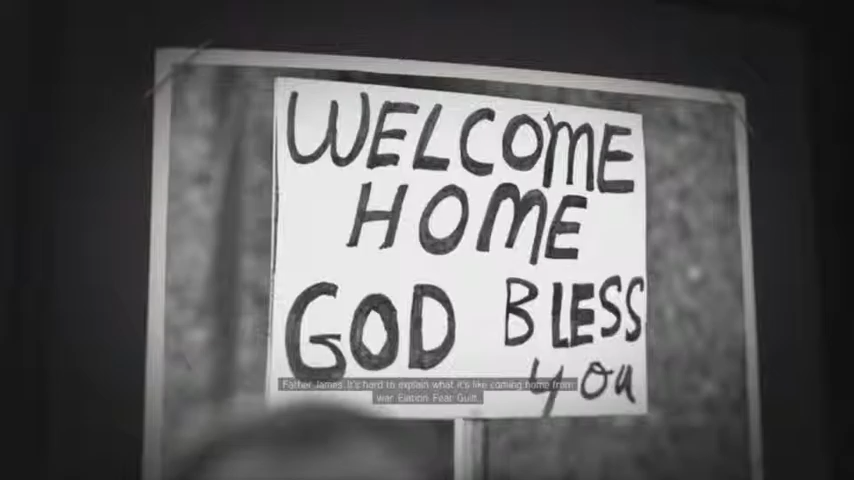 WELCOME
HOME
GOD BLESS
you
Father James: It's hard to explain what it's like coming home from
war. Elation. Fear. Guilt.